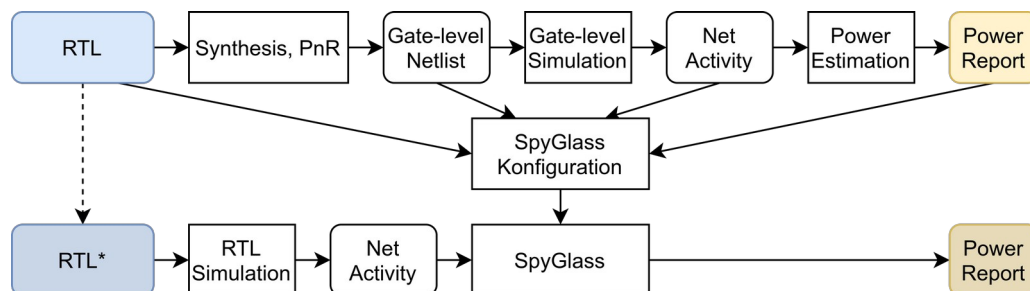 RTL
Synthesis, PnR
Gate-level
Netlist
Gate-level
Simulation
Net
Activity
Power
Estimation
Power
Report
SpyGlass
Konfiguration
RTL*
RTL
Simulation
Net
Activity
SpyGlass
Power
Report